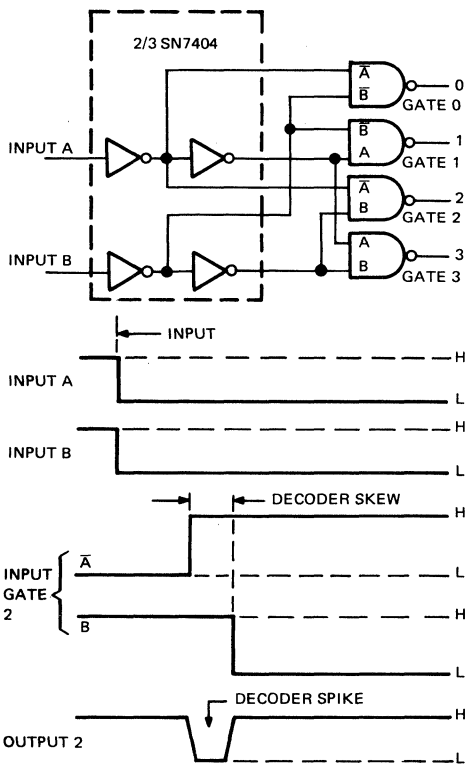 2/3 SN7404
A̅
B̅
0
GATE 0
INPUT A
B̅
A
1
GATE 1
A̅
B
2
GATE 2
INPUT B
A
B
3
GATE 3
INPUT
H
INPUT A
L
H
INPUT B
L
DECODER SKEW
H
A̅
L
INPUT
GATE
2
H
B
L
DECODER SPIKE
H
OUTPUT 2
L